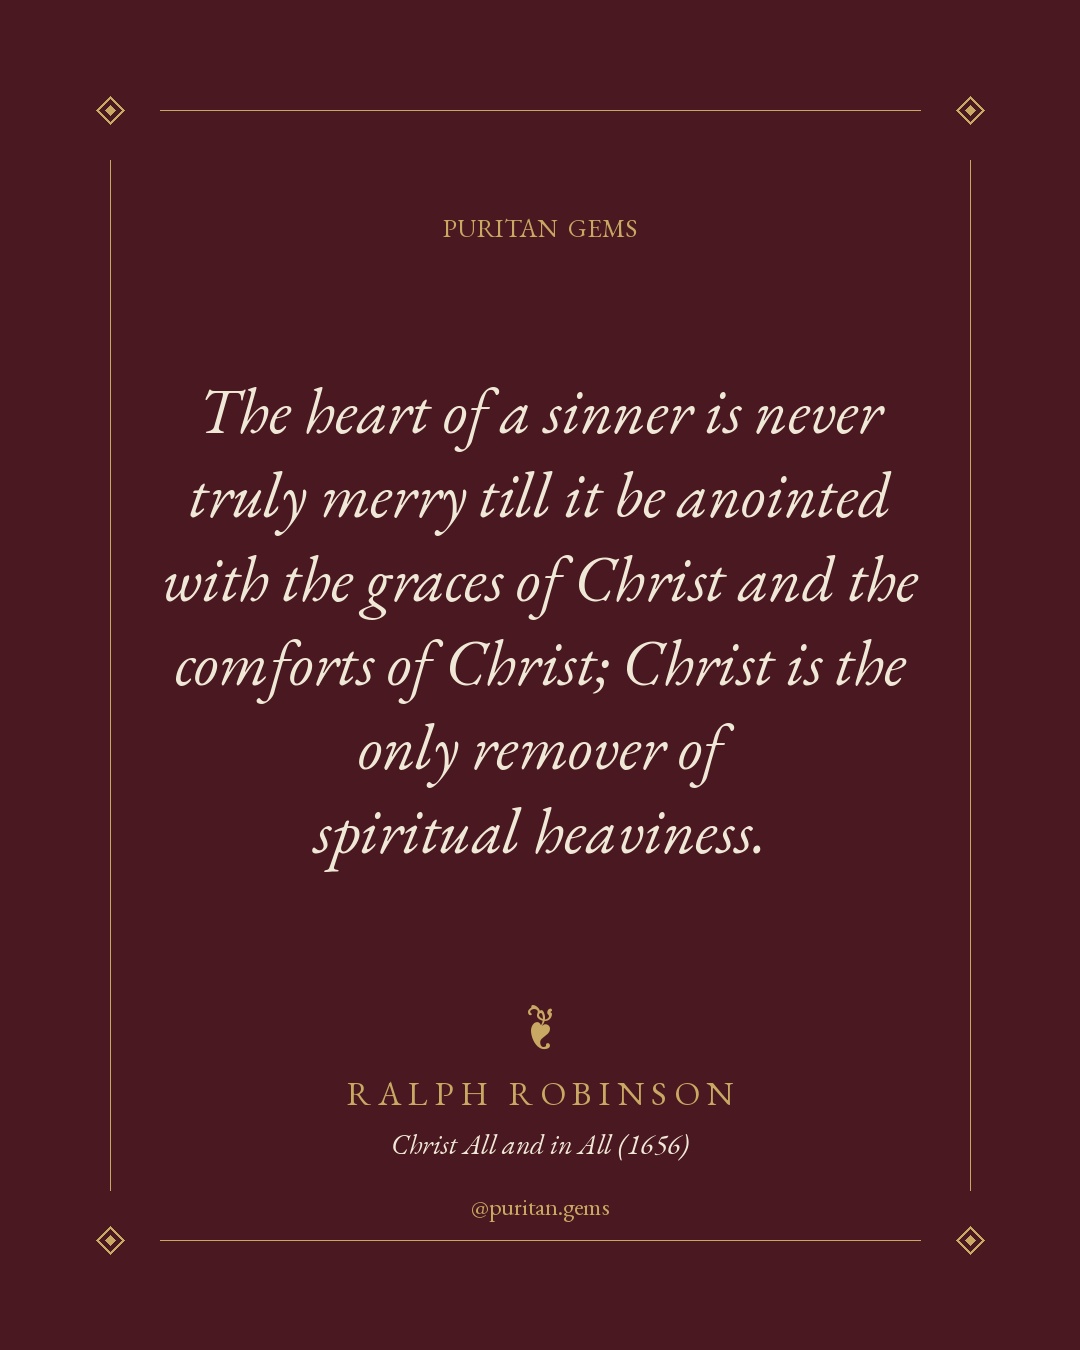 PURITAN GEMS
The heart of a sinner is never
truly merry till it be anointed
with the graces of Christ and the
comforts of Christ; Christ is the
only remover of
spiritual heaviness.
RALPH ROBINSON
Christ All and in All (1656)
@puritan.gems